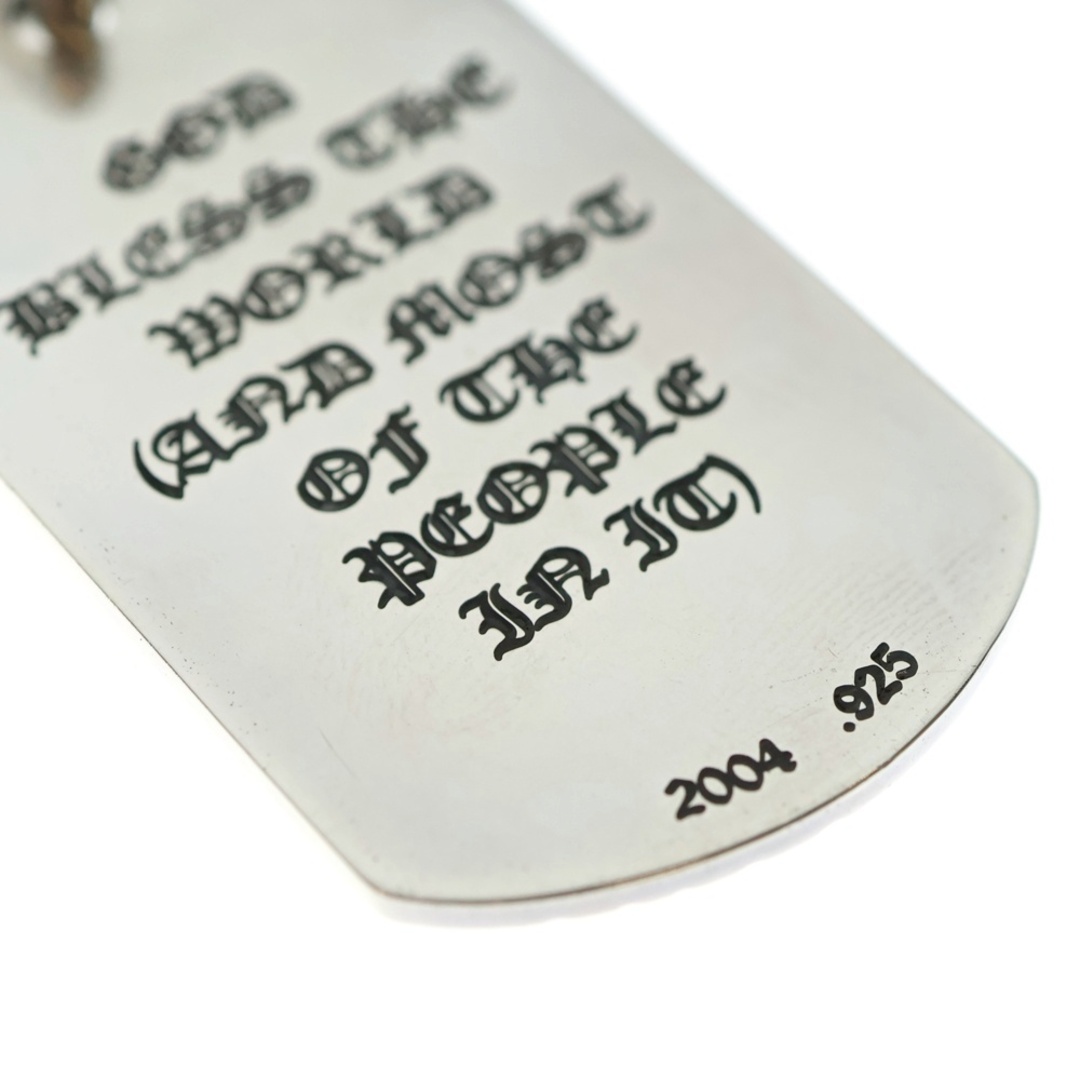 GOD
BLESS THE
WORLD
(AND MOST
OF THE
PEOPLE
IN IT)
2004 .925